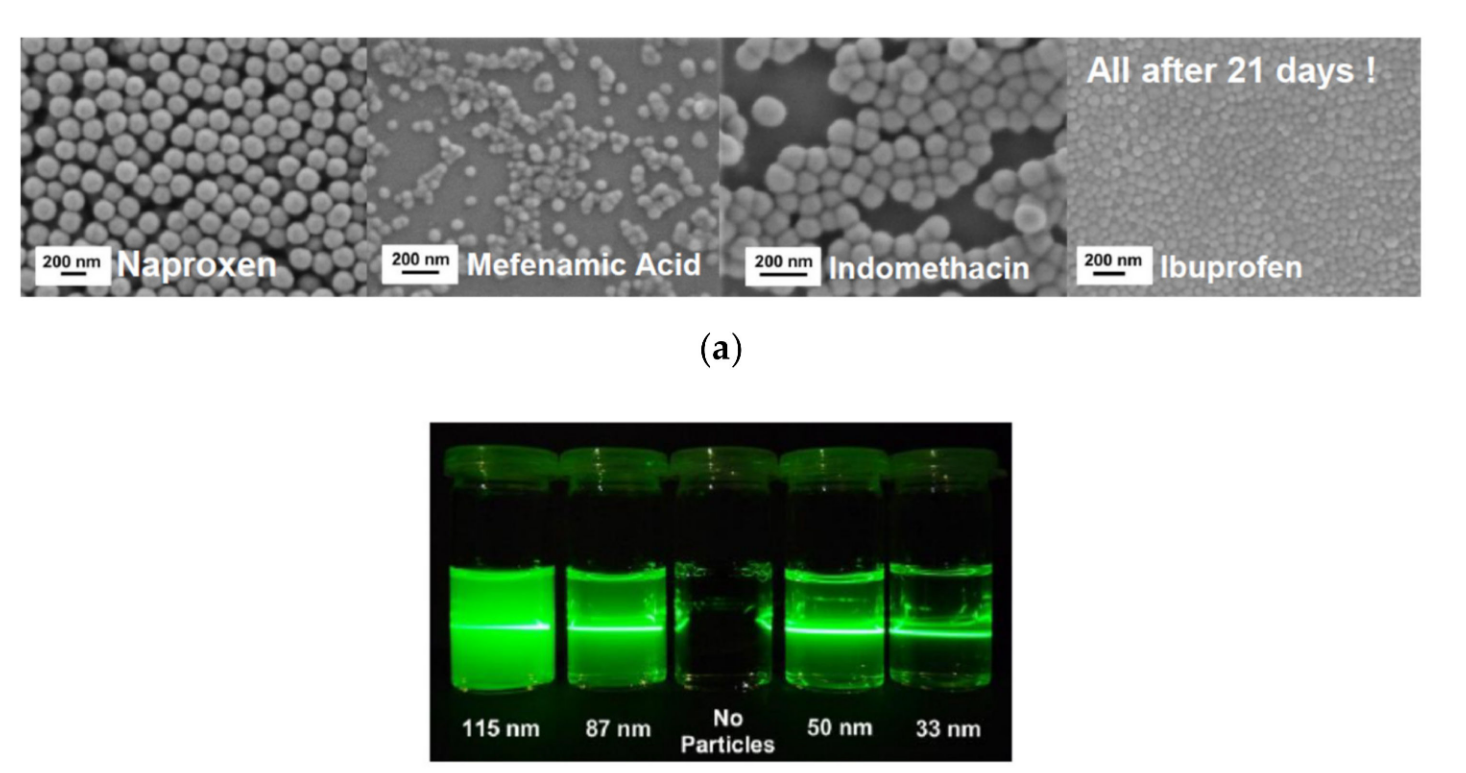 All after 21 days !
200 nm Naproxen
200 nm Mefenamic Acid
200 nm Indomethacin
200 nm Ibuprofen
(a)
115 nm
87 nm
No
Particles
50 nm
33 nm